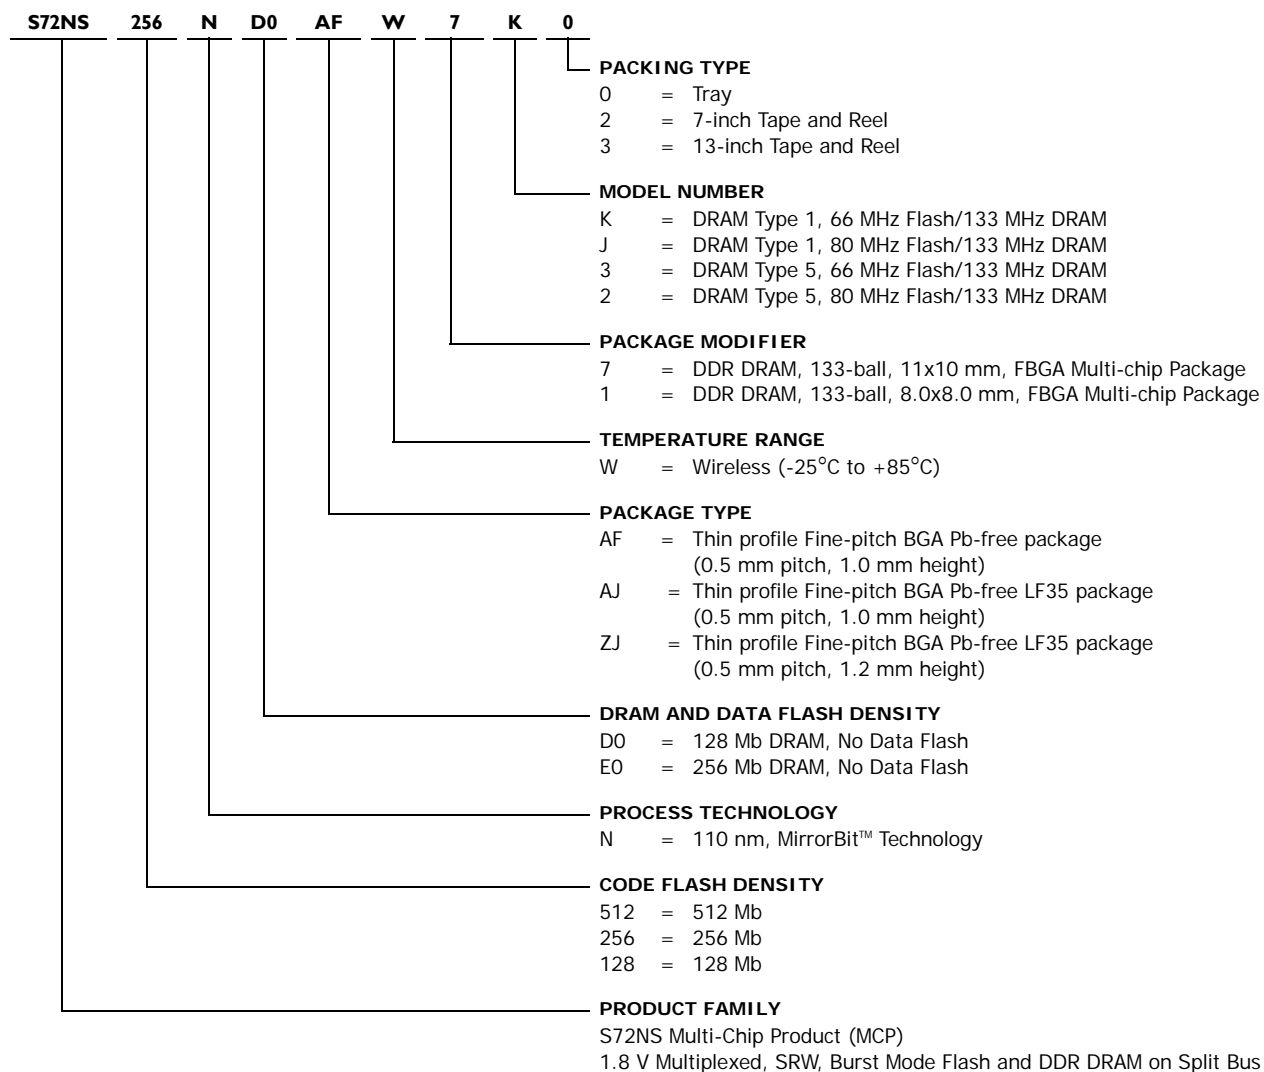 S72NS 256 N D0 AF W 7 K 0
PACKING TYPE
0 = Tray
2 = 7-inch Tape and Reel
3 = 13-inch Tape and Reel
MODEL NUMBER
K = DRAM Type 1, 66 MHz Flash/133 MHz DRAM
J = DRAM Type 1, 80 MHz Flash/133 MHz DRAM
3 = DRAM Type 5, 66 MHz Flash/133 MHz DRAM
2 = DRAM Type 5, 80 MHz Flash/133 MHz DRAM
PACKAGE MODIFIER
7 = DDR DRAM, 133-ball, 11x10 mm, FBGA Multi-chip Package
1 = DDR DRAM, 133-ball, 8.0x8.0 mm, FBGA Multi-chip Package
TEMPERATURE RANGE
W = Wireless (-25°C to +85°C)
PACKAGE TYPE
AF = Thin profile Fine-pitch BGA Pb-free package
(0.5 mm pitch, 1.0 mm height)
AJ = Thin profile Fine-pitch BGA Pb-free LF35 package
(0.5 mm pitch, 1.0 mm height)
ZJ = Thin profile Fine-pitch BGA Pb-free LF35 package
(0.5 mm pitch, 1.2 mm height)
DRAM AND DATA FLASH DENSITY
D0 = 128 Mb DRAM, No Data Flash
E0 = 256 Mb DRAM, No Data Flash
PROCESS TECHNOLOGY
N = 110 nm, MirrorBit™ Technology
CODE FLASH DENSITY
512 = 512 Mb
256 = 256 Mb
128 = 128 Mb
PRODUCT FAMILY
S72NS Multi-Chip Product (MCP)
1.8 V Multiplexed, SRW, Burst Mode Flash and DDR DRAM on Split Bus